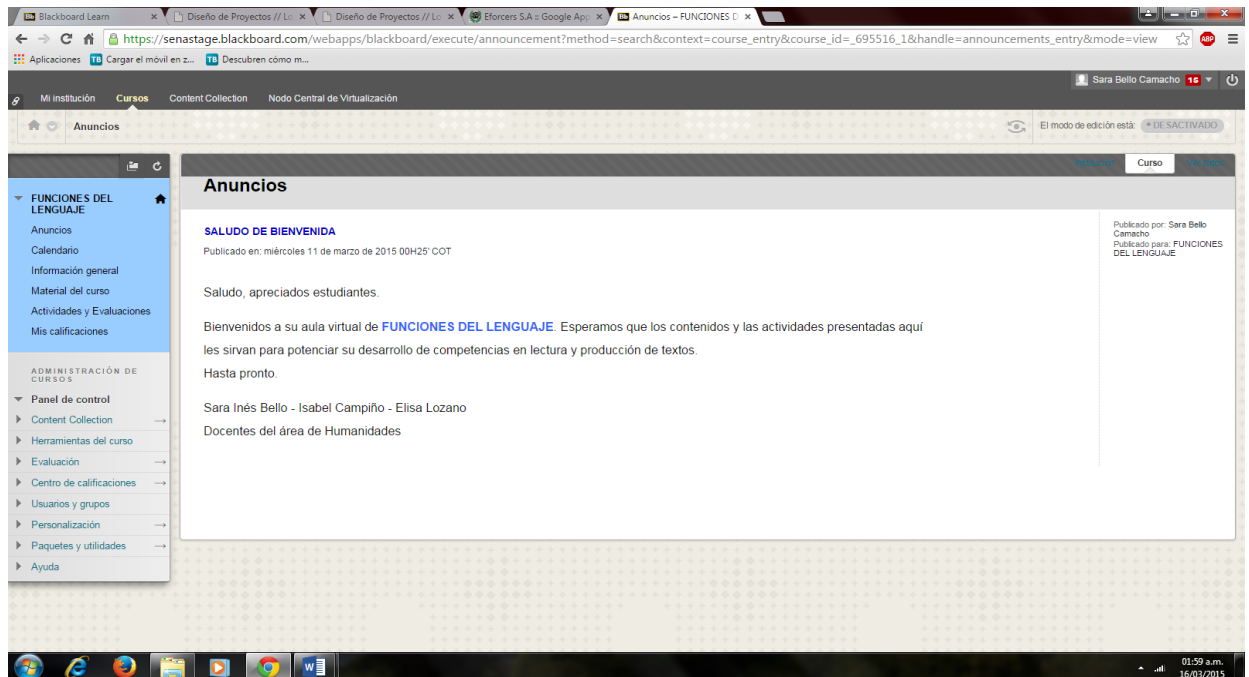 Blackboard Learn
Diseño de Proyectos // Lo
Diseño de Proyectos // Lo
Eforcers S.A :: Google App
Anuncios – FUNCIONES D
https://senastage.blackboard.com/webapps/blackboard/execute/announcement?method=search&context=course_entry&course_id=_695516_1&handle=announcements_entry&mode=view
ABP
Aplicaciones
TB Cargar el móvil en z...
TB Descubren cómo m...
Sara Bello Camacho 16
Mi institución Cursos Content Collection Nodo Central de Virtualización
Anuncios
El modo de edición está: DESACTIVADO
Curso
FUNCIONES DEL
LENGUAJE
Anuncios
Calendario
Información general
Material del curso
Actividades y Evaluaciones
Mis calificaciones
ADMINISTRACIÓN DE
CURSOS
Panel de control
Content Collection
Herramientas del curso
Evaluación
Centro de calificaciones
Usuarios y grupos
Personalización
Paquetes y utilidades
Ayuda
Anuncios
SALUDO DE BIENVENIDA
Publicado en: miércoles 11 de marzo de 2015 00H25' COT
Saludo, apreciados estudiantes.
Bienvenidos a su aula virtual de FUNCIONES DEL LENGUAJE. Esperamos que los contenidos y las actividades presentadas aquí
les sirvan para potenciar su desarrollo de competencias en lectura y producción de textos.
Hasta pronto.
Sara Inés Bello - Isabel Campiño - Elisa Lozano
Docentes del área de Humanidades
Publicado por: Sara Bello
Camacho
Publicado para: FUNCIONES
DEL LENGUAJE
01:59 a.m.
16/03/2015